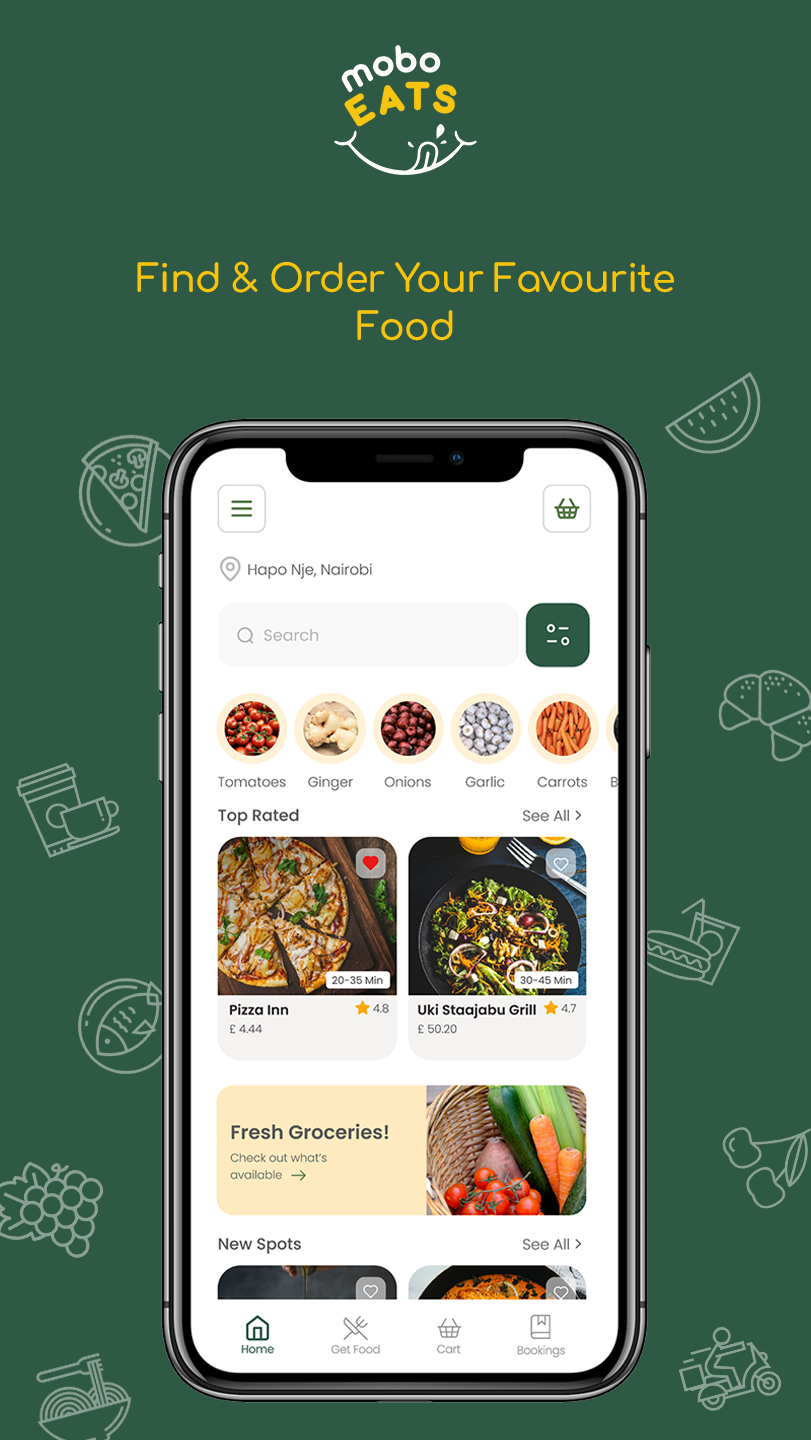 mobo
EATS
Find & Order Your Favourite
Food
Hapo Nje, Nairobi
Search
Tomatoes Ginger Onions Garlic Carrots B
Top Rated See All >
20-35 Min 30-45 Min
Pizza Inn 4.8 Uki Staajabu Grill 4.7
£ 4.44 £ 50.20
Fresh Groceries!
Check out what's
available →
New Spots See All >
Home Get Food Cart Bookings